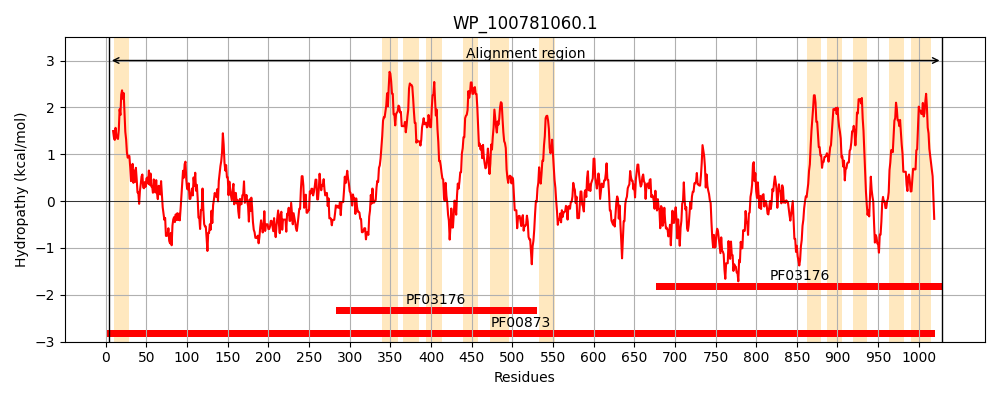 WP_100781060.1
Alignment region
3
2
1
0
−1
−2
−3
Hydropathy (kcal/mol)
PF03176
PF03176
PF00873
0 50 100 150 200 250 300 350 400 450 500 550 600 650 700 750 800 850 900 950 1000
Residues